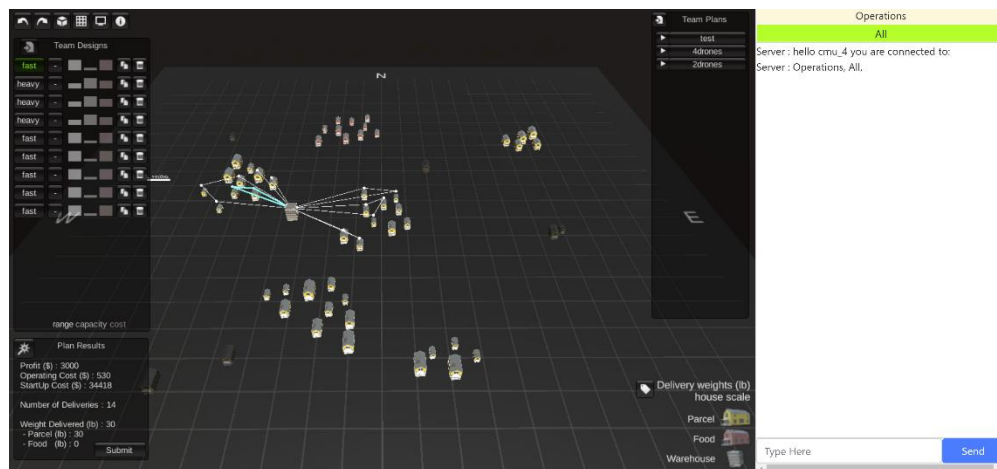 Team Designs
fast -
heavy -
heavy -
heavy -
fast -
fast -
fast -
fast -
fast -
range capacity cost
Plan Results
Profit ($) : 3000
Operating Cost ($) : 530
StartUp Cost ($) : 34418
Number of Deliveries : 14
Weight Delivered (lb) : 30
- Parcel (lb) : 30
- Food (lb) : 0
Submit
N
W
E
Team Plans
test
4drones
2drones
Delivery weights (lb)
house scale
Parcel
Food
Warehouse
Operations
All
Server : hello cmu_4 you are connected to:
Server : Operations, All,
Type Here
Send